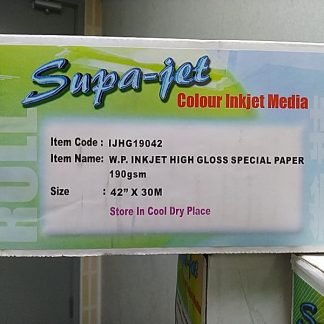 Supa-jet
Colour Inkjet Media
ROLL
Item Code : IJHG19042
Item Name: W.P. INKJET HIGH GLOSS SPECIAL PAPER
190gsm
Size : 42" X 30M
Store In Cool Dry Place
S